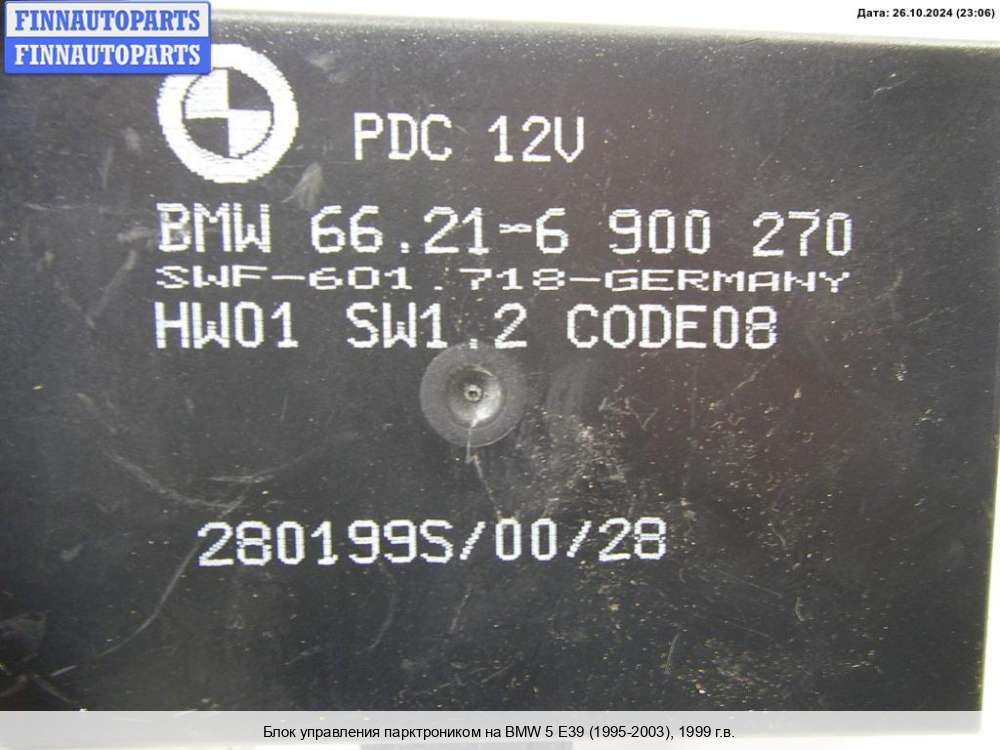 FINNAUTOPARTS
FINNAUTOPARTS
Дата: 26.10.2024 (23:06)
PDC 12V
BMW 66.21-6 900 270
SWF-601.718-GERMANY
HW01 SW1.2 CODE08
280199S/00/28
Блок управления парктроником на BMW 5 E39 (1995-2003), 1999 г.в.